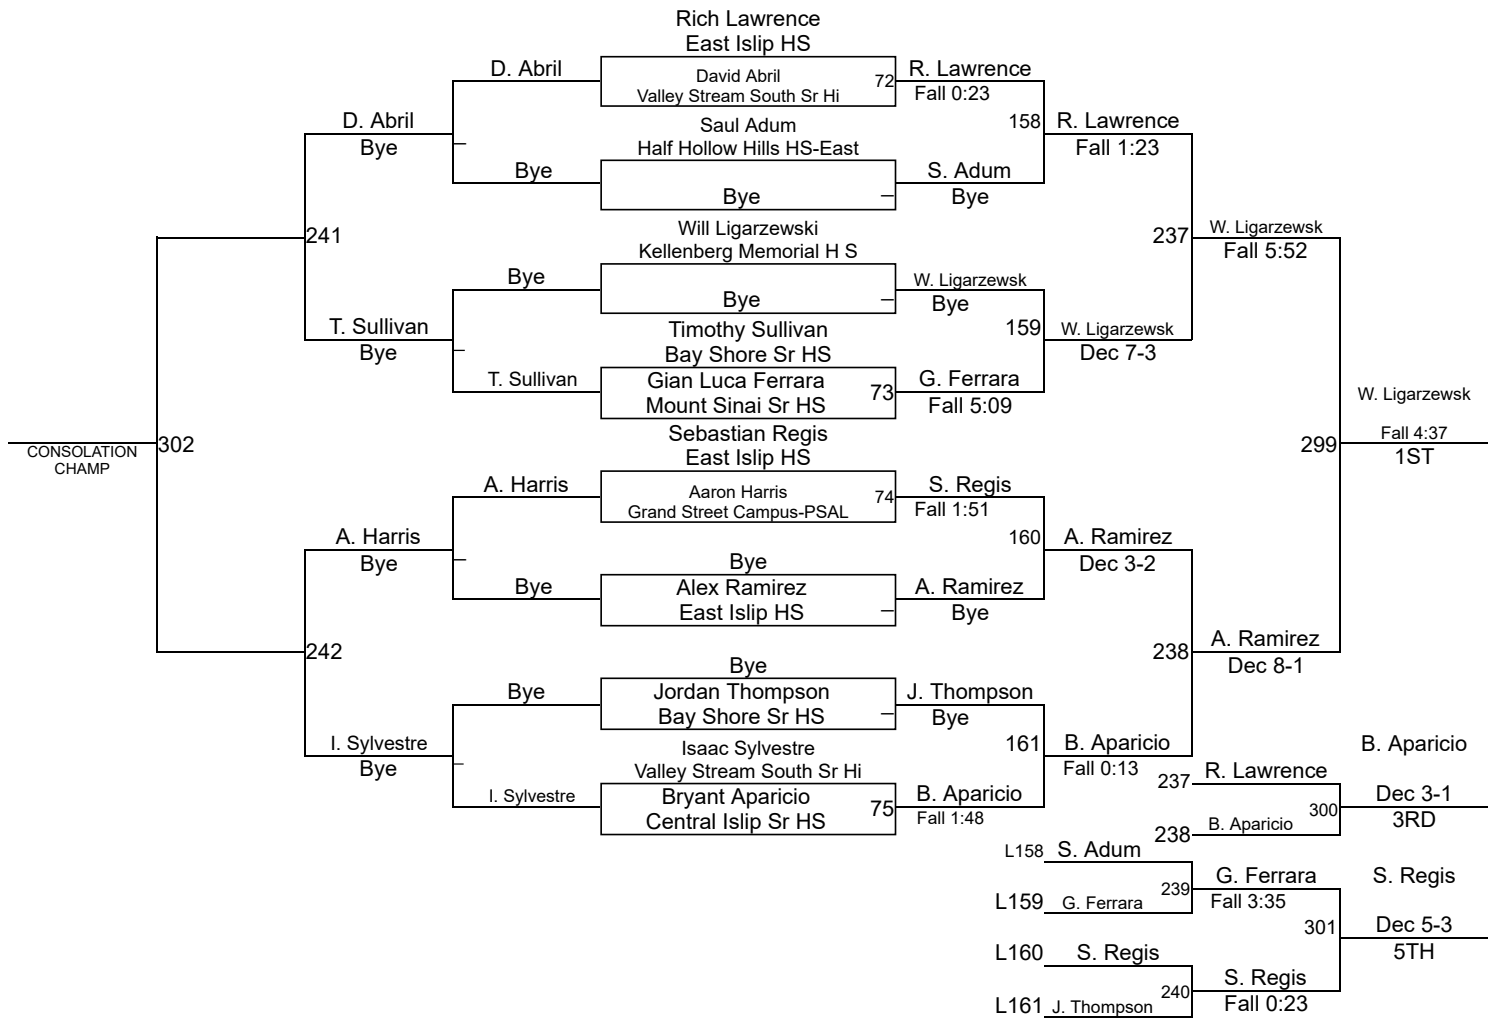 Rich Lawrence
East Islip HS
D. Abril
David Abril
Valley Stream South Sr Hi
72
R. Lawrence
Fall 0:23
D. Abril
Bye
Saul Adum
Half Hollow Hills HS-East
158
R. Lawrence
Fall 1:23
Bye
Bye
S. Adum
Bye
241
Will Ligarzewski
Kellenberg Memorial H S
237
W. Ligarzewsk
Fall 5:52
Bye
Bye
W. Ligarzewsk
Bye
T. Sullivan
Bye
Timothy Sullivan
Bay Shore Sr HS
159
W. Ligarzewsk
Dec 7-3
T. Sullivan
Gian Luca Ferrara
Mount Sinai Sr HS
73
G. Ferrara
Fall 5:09
W. Ligarzewsk
Fall 4:37
1ST
CONSOLATION
CHAMP
302
Sebastian Regis
East Islip HS
299
A. Harris
Aaron Harris
Grand Street Campus-PSAL
74
S. Regis
Fall 1:51
A. Harris
Bye
160
A. Ramirez
Dec 3-2
Bye
Bye
Alex Ramirez
East Islip HS
A. Ramirez
Bye
242
238
A. Ramirez
Dec 8-1
Bye
Bye
Jordan Thompson
Bay Shore Sr HS
J. Thompson
Bye
I. Sylvestre
Bye
Isaac Sylvestre
Valley Stream South Sr Hi
161
B. Aparicio
Fall 0:13
I. Sylvestre
Bryant Aparicio
Central Islip Sr HS
75
B. Aparicio
Fall 1:48
237
R. Lawrence
238
B. Aparicio
300
B. Aparicio
Dec 3-1
3RD
L158
S. Adum
L159
G. Ferrara
239
G. Ferrara
Fall 3:35
S. Regis
Dec 5-3
5TH
301
L160
S. Regis
L161
J. Thompson
240
S. Regis
Fall 0:23